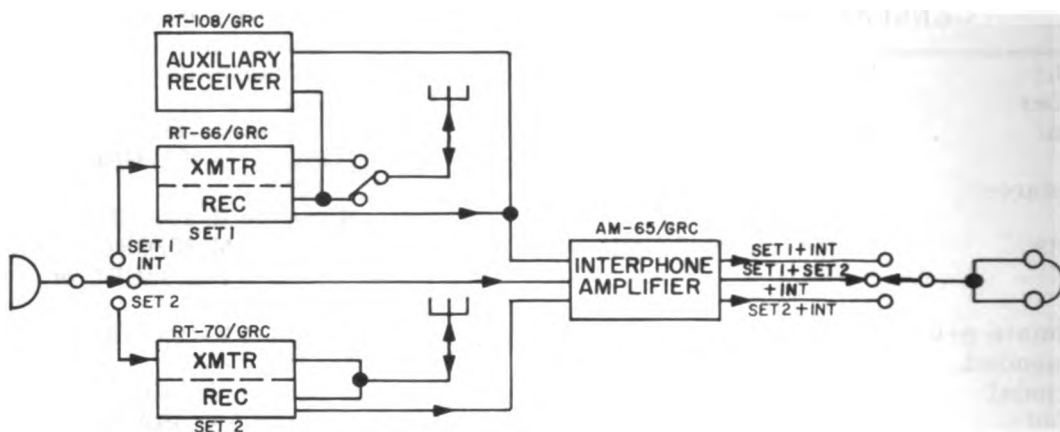 RT-108/GRC
AUXILIARY
RECEIVER
RT-66/GRC
XMTR
REC
SET 1
SET 1
INT
SET 2
AM-65/GRC
INTERPHONE
AMPLIFIER
SET 1 + INT
SET 1 + SET 2
+ INT
SET 2 + INT
RT-70/GRC
XMTR
REC
SET 2